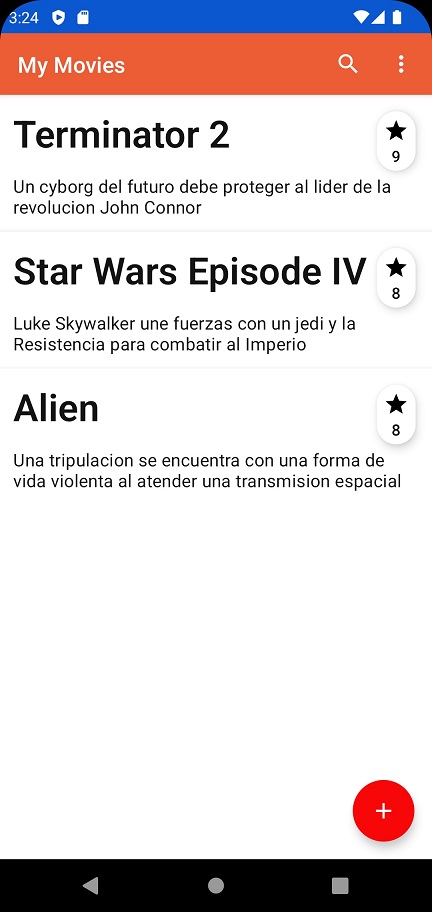 3:24
My Movies
Terminator 2
9
Un cyborg del futuro debe proteger al lider de la
revolucion John Connor
Star Wars Episode IV
8
Luke Skywalker une fuerzas con un jedi y la
Resistencia para combatir al Imperio
Alien
8
Una tripulacion se encuentra con una forma de
vida violenta al atender una transmision espacial